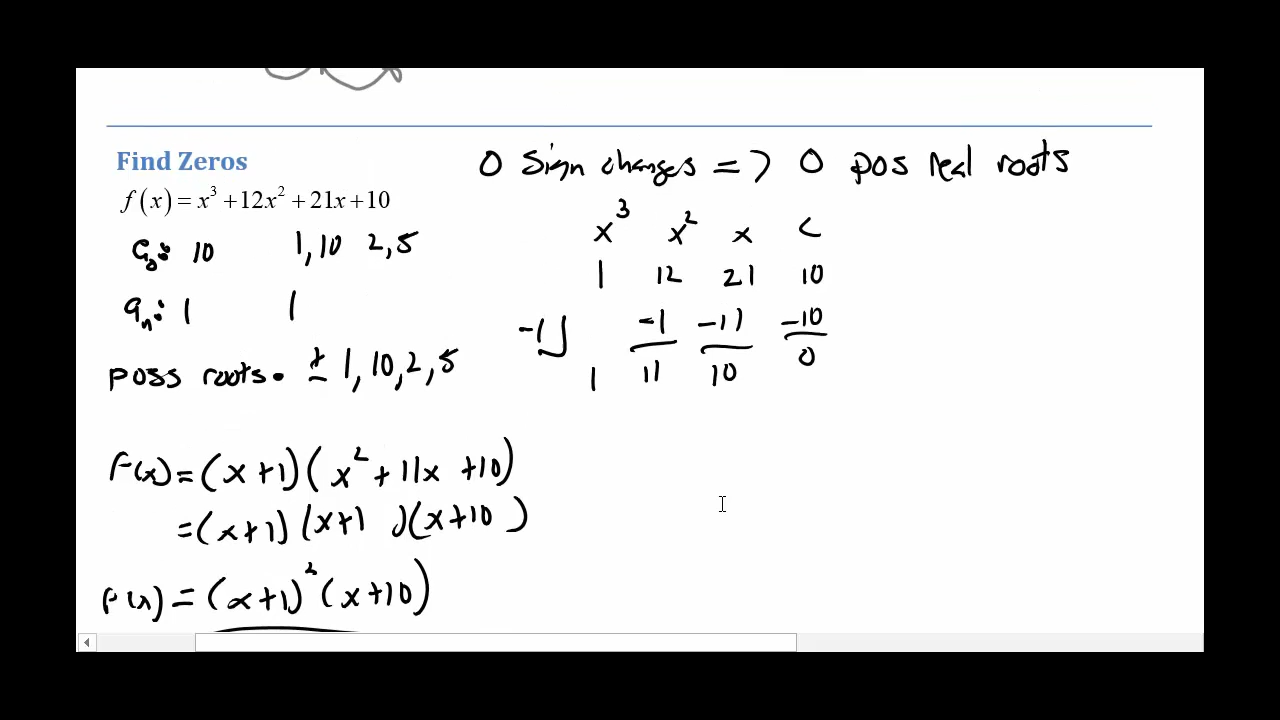 Find Zeros
f(x) = x³ + 12x² + 21x + 10
0 sign changes => 0 pos real roots
a₀: 10 1, 10 2, 5
aₙ: 1 1
poss roots. ± 1, 10, 2, 5
x³ x² x c
1 12 21 10
-1⌋ -1 -11 -10
1 11 10 0
f(x) = (x+1)(x² + 11x +10)
= (x+1) (x+1 )(x+10 )
f(x) = (x+1)² (x+10)